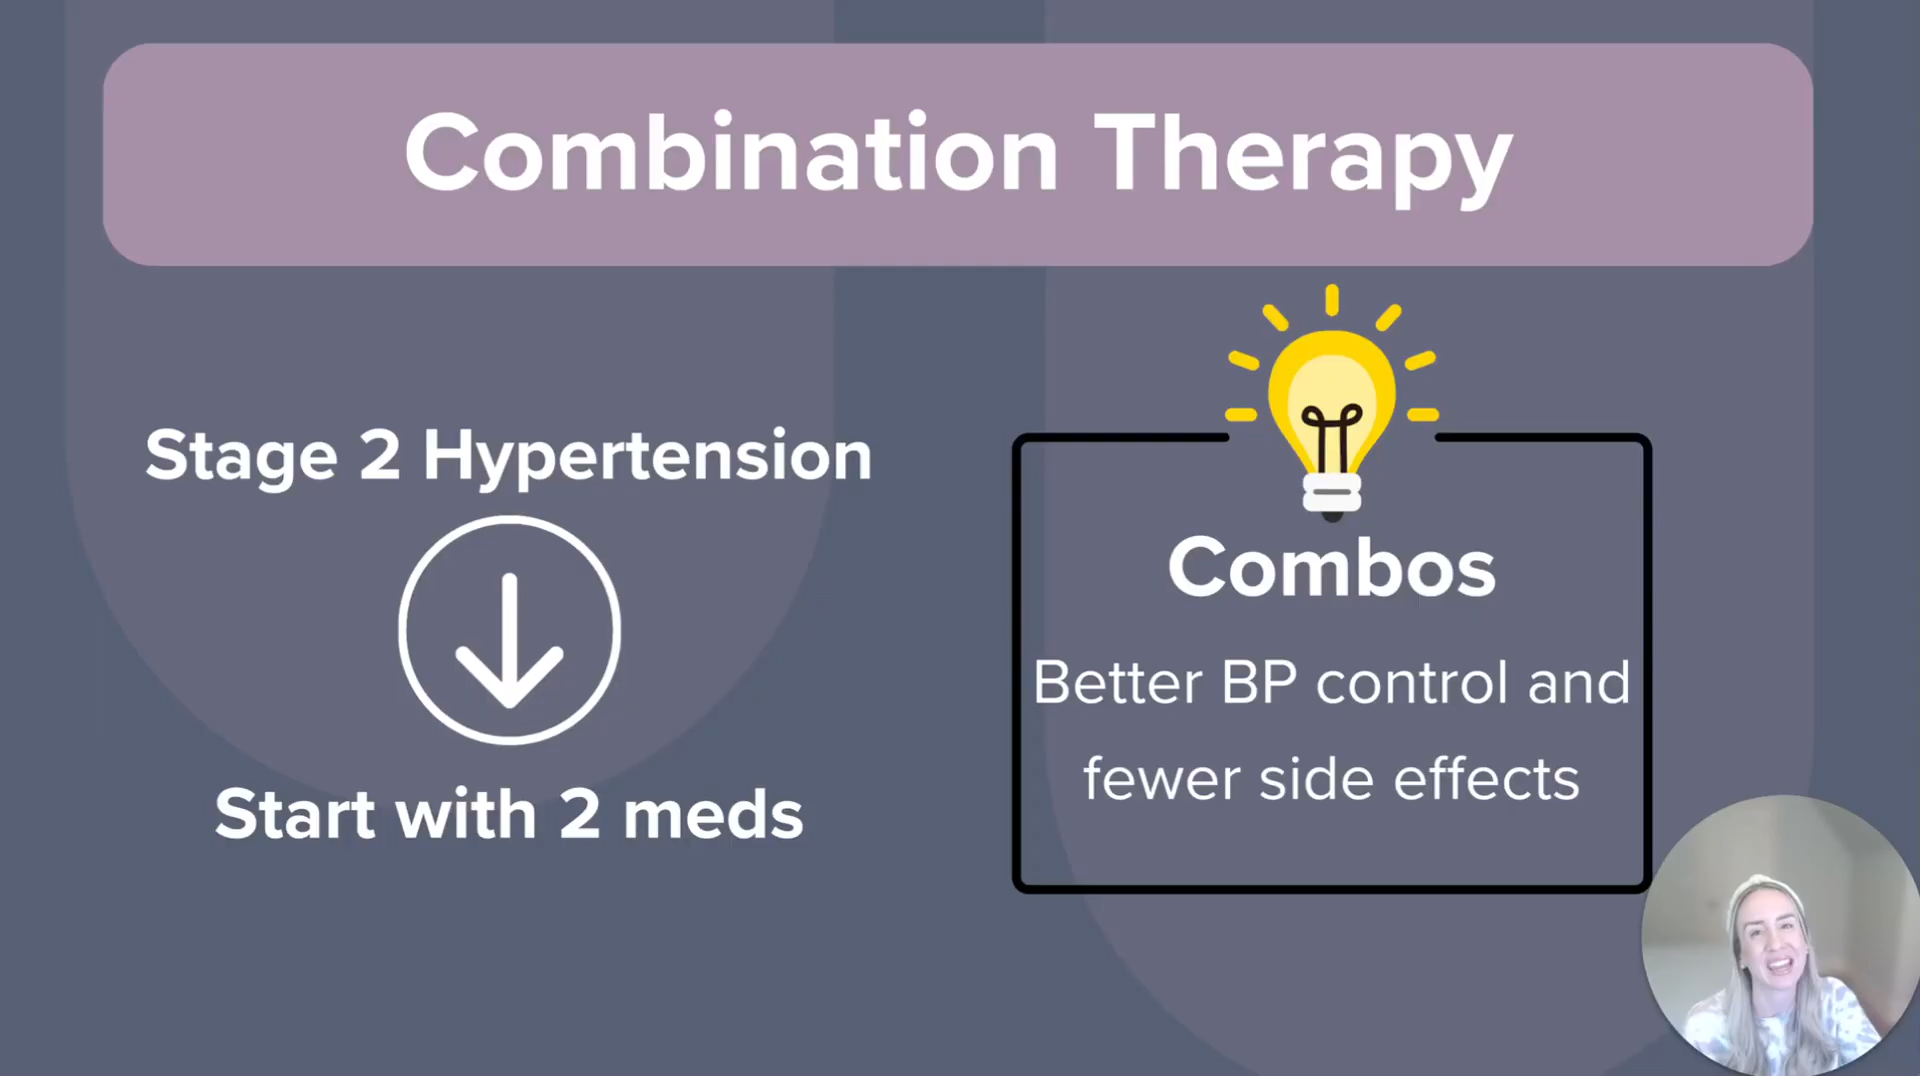 Combination Therapy
Stage 2 Hypertension
Start with 2 meds
Combos
Better BP control and
fewer side effects